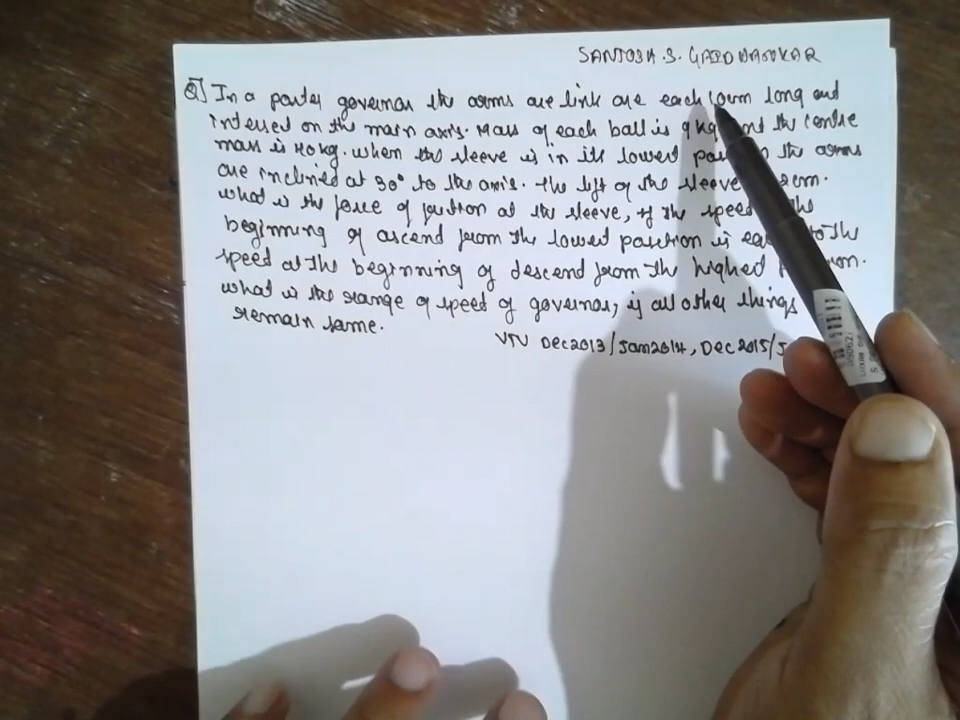 SANTOSH.S. GAIDHANKAR
Q] In a porter governor the arms are link are each long and
intersed on the main axis. Mass of each ball is 9 kg and the centre
mass is 40kg. when the sleeve is in its lowest the arms
are inclined at 30° to the axis. The lift of the sleeve
what is the force of friction at the sleeve, if the speed the
beginning of ascend from the lowest position is to the
speed at the beginning of descend from the highest
what is the range of speed of governor, if all other things
remain same.
VTU Dec2013/Jan2014, Dec 2015/J